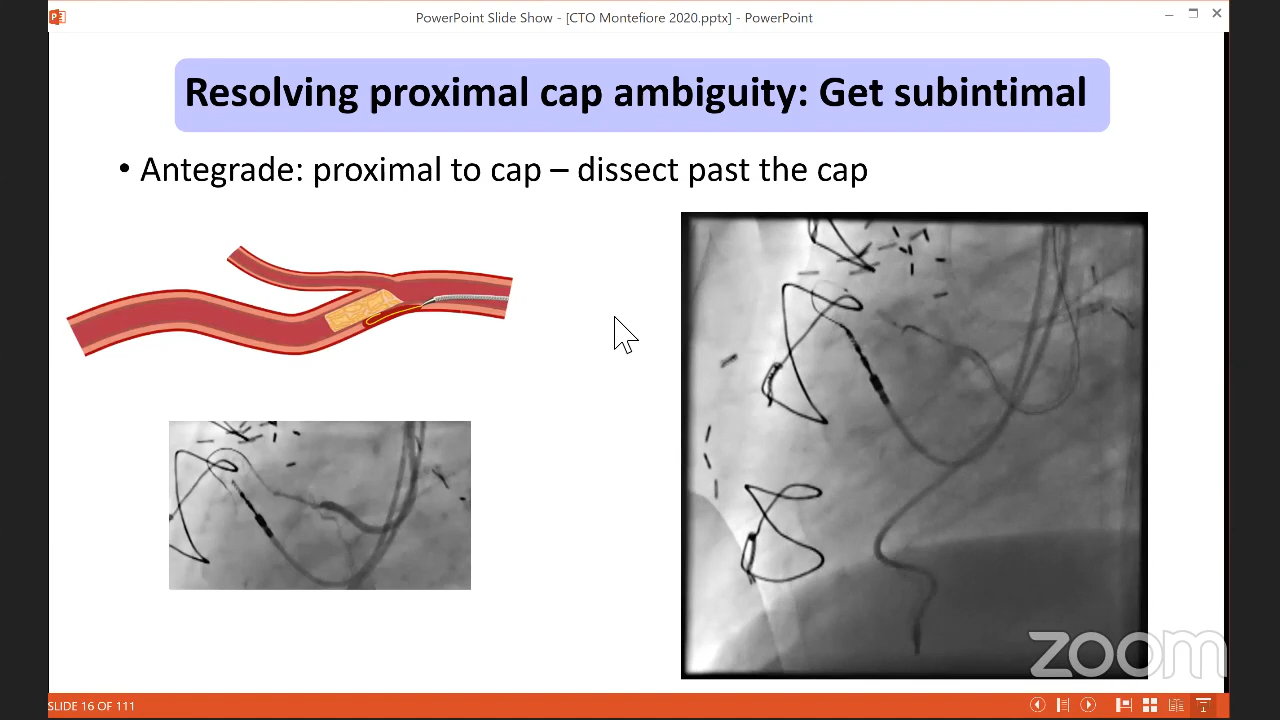 PowerPoint Slide Show - [CTO Montefiore 2020.pptx] - PowerPoint
Resolving proximal cap ambiguity: Get subintimal
• Antegrade: proximal to cap – dissect past the cap
zoom
SLIDE 16 OF 111